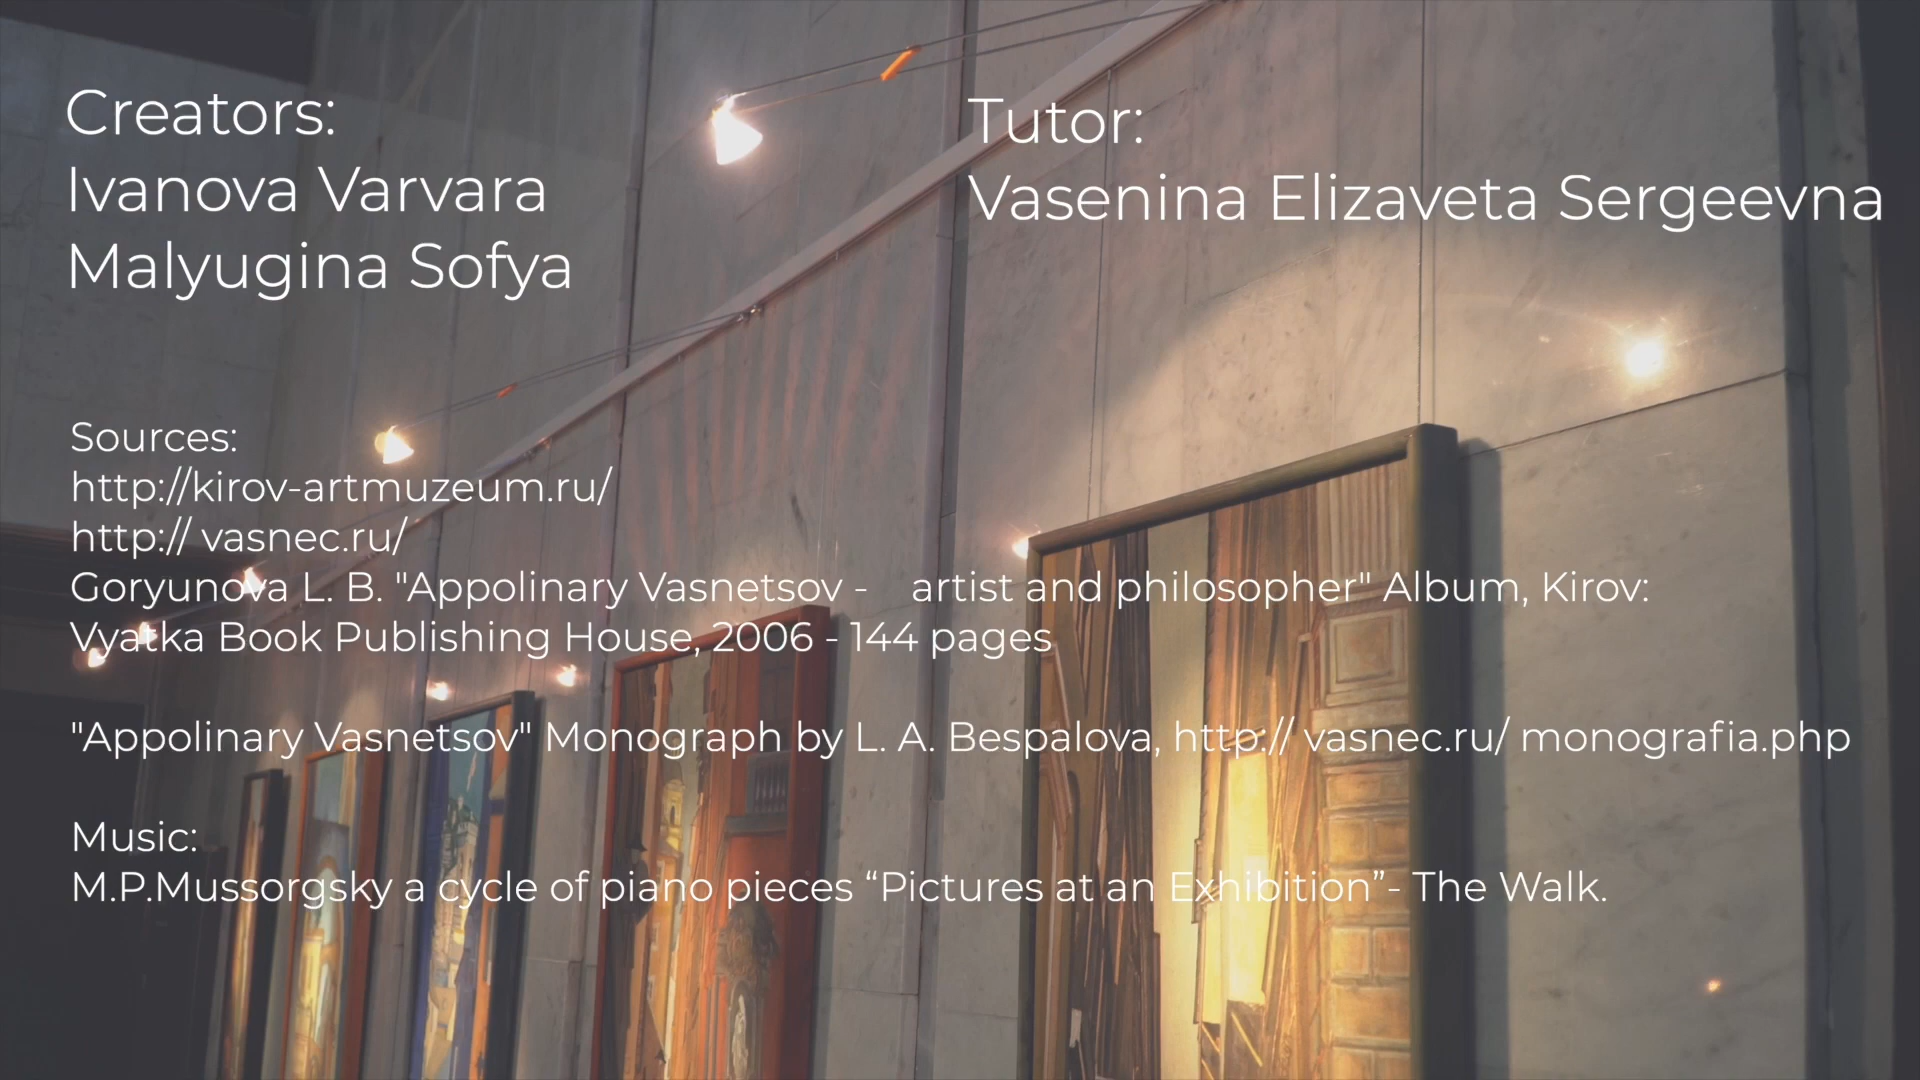 Creators:
Ivanova Varvara
Malyugina Sofya
Tutor:
Vasenina Elizaveta Sergeevna
Sources:
http://kirov-artmuzeum.ru/
http:// vasnec.ru/
Goryunova L. B. "Appolinary Vasnetsov -    artist and philosopher" Album, Kirov:
Vyatka Book Publishing House, 2006 - 144 pages
"Appolinary Vasnetsov" Monograph by L. A. Bespalova, http:// vasnec.ru/ monografia.php
Music:
M.P.Mussorgsky a cycle of piano pieces “Pictures at an Exhibition”- The Walk.